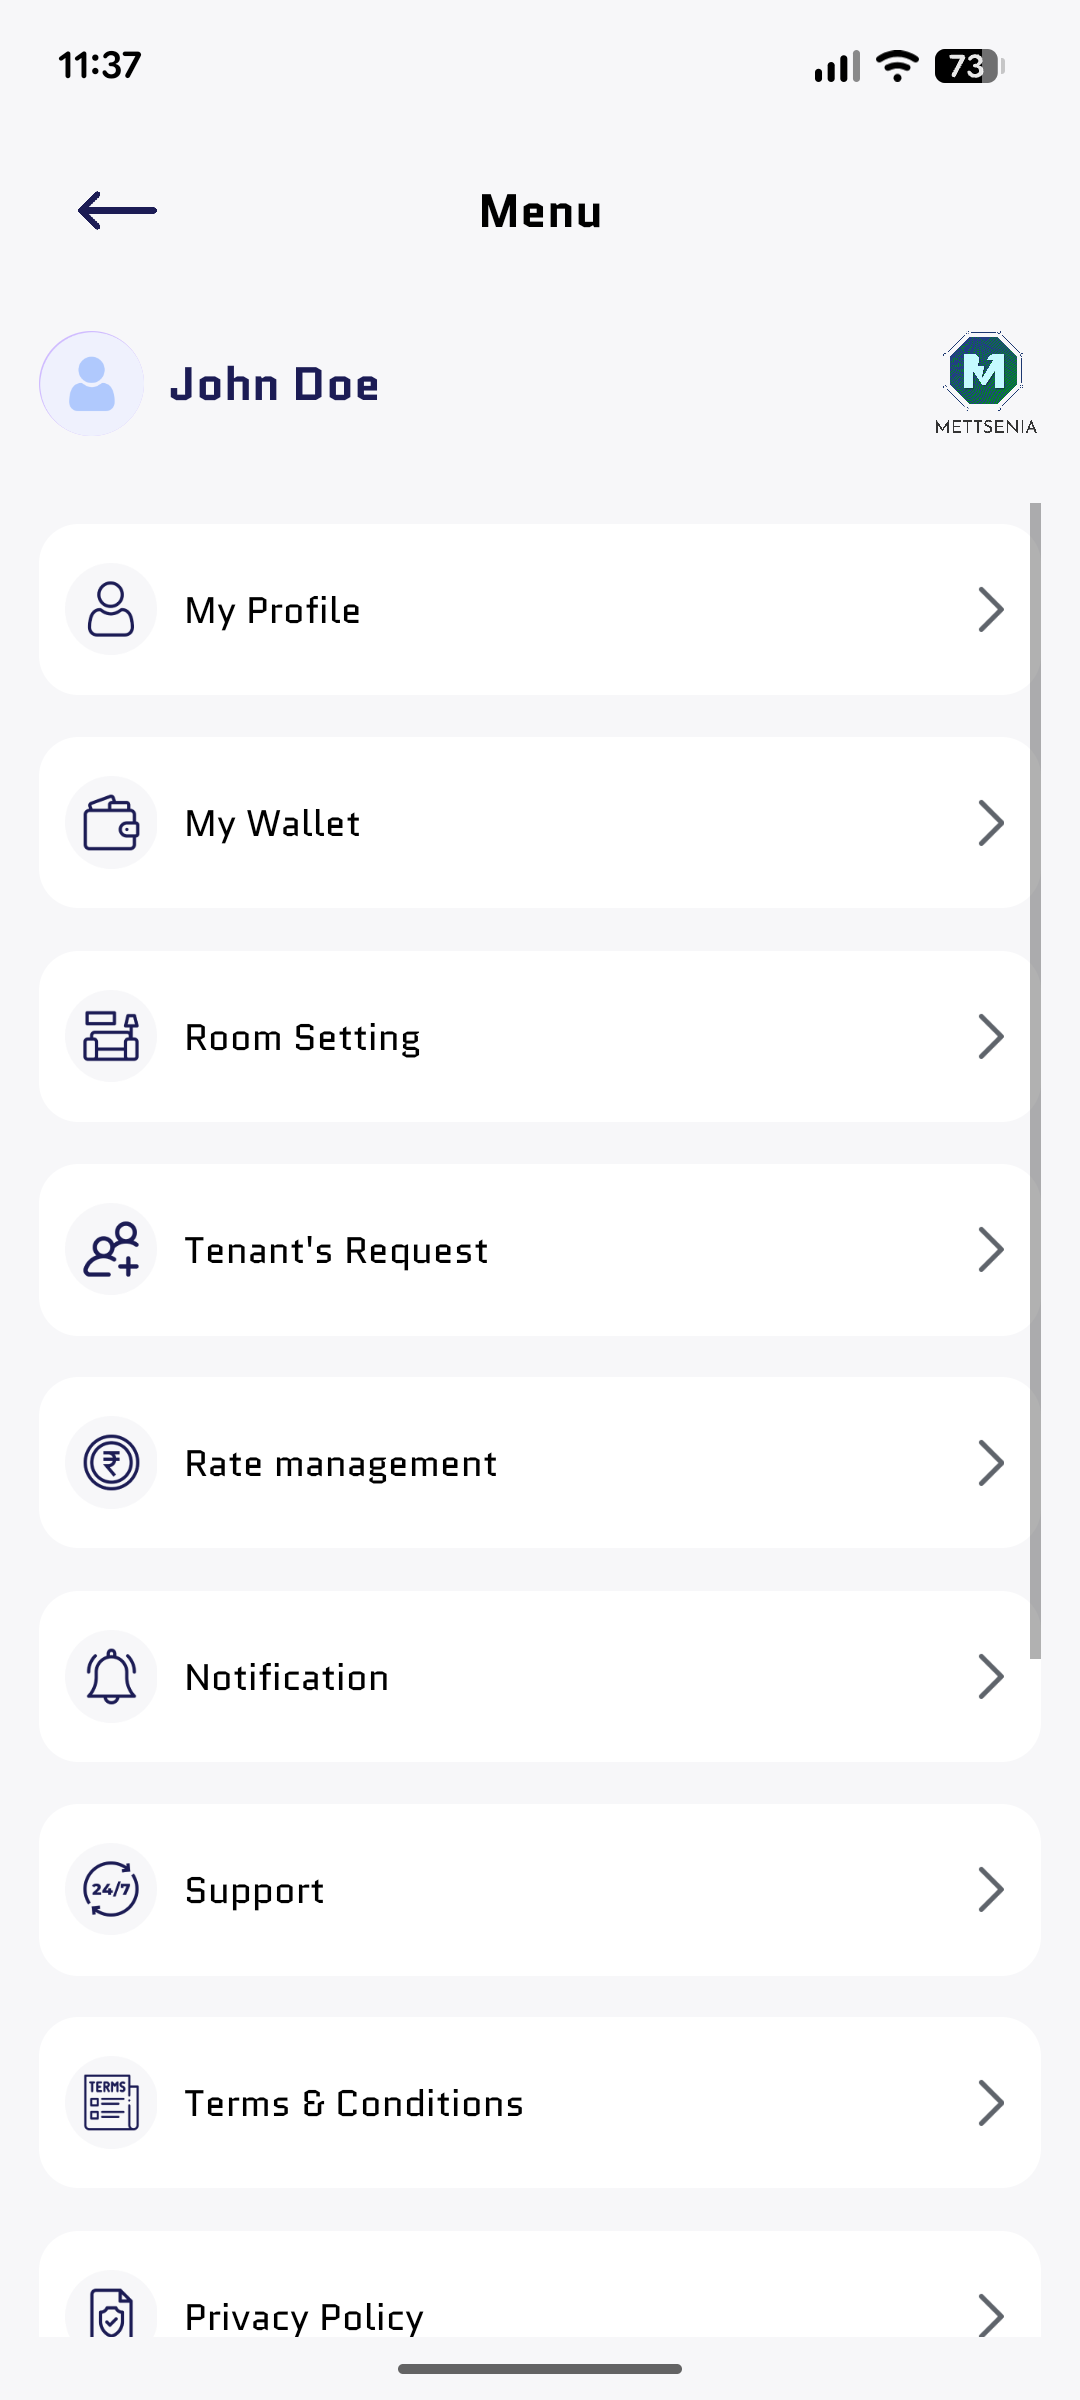 11:37
73
Menu
John Doe
METTSENIA
My Profile
My Wallet
Room Setting
Tenant's Request
₹
Rate management
Notification
24/7
Support
TERMS
Terms & Conditions
Privacy Policy